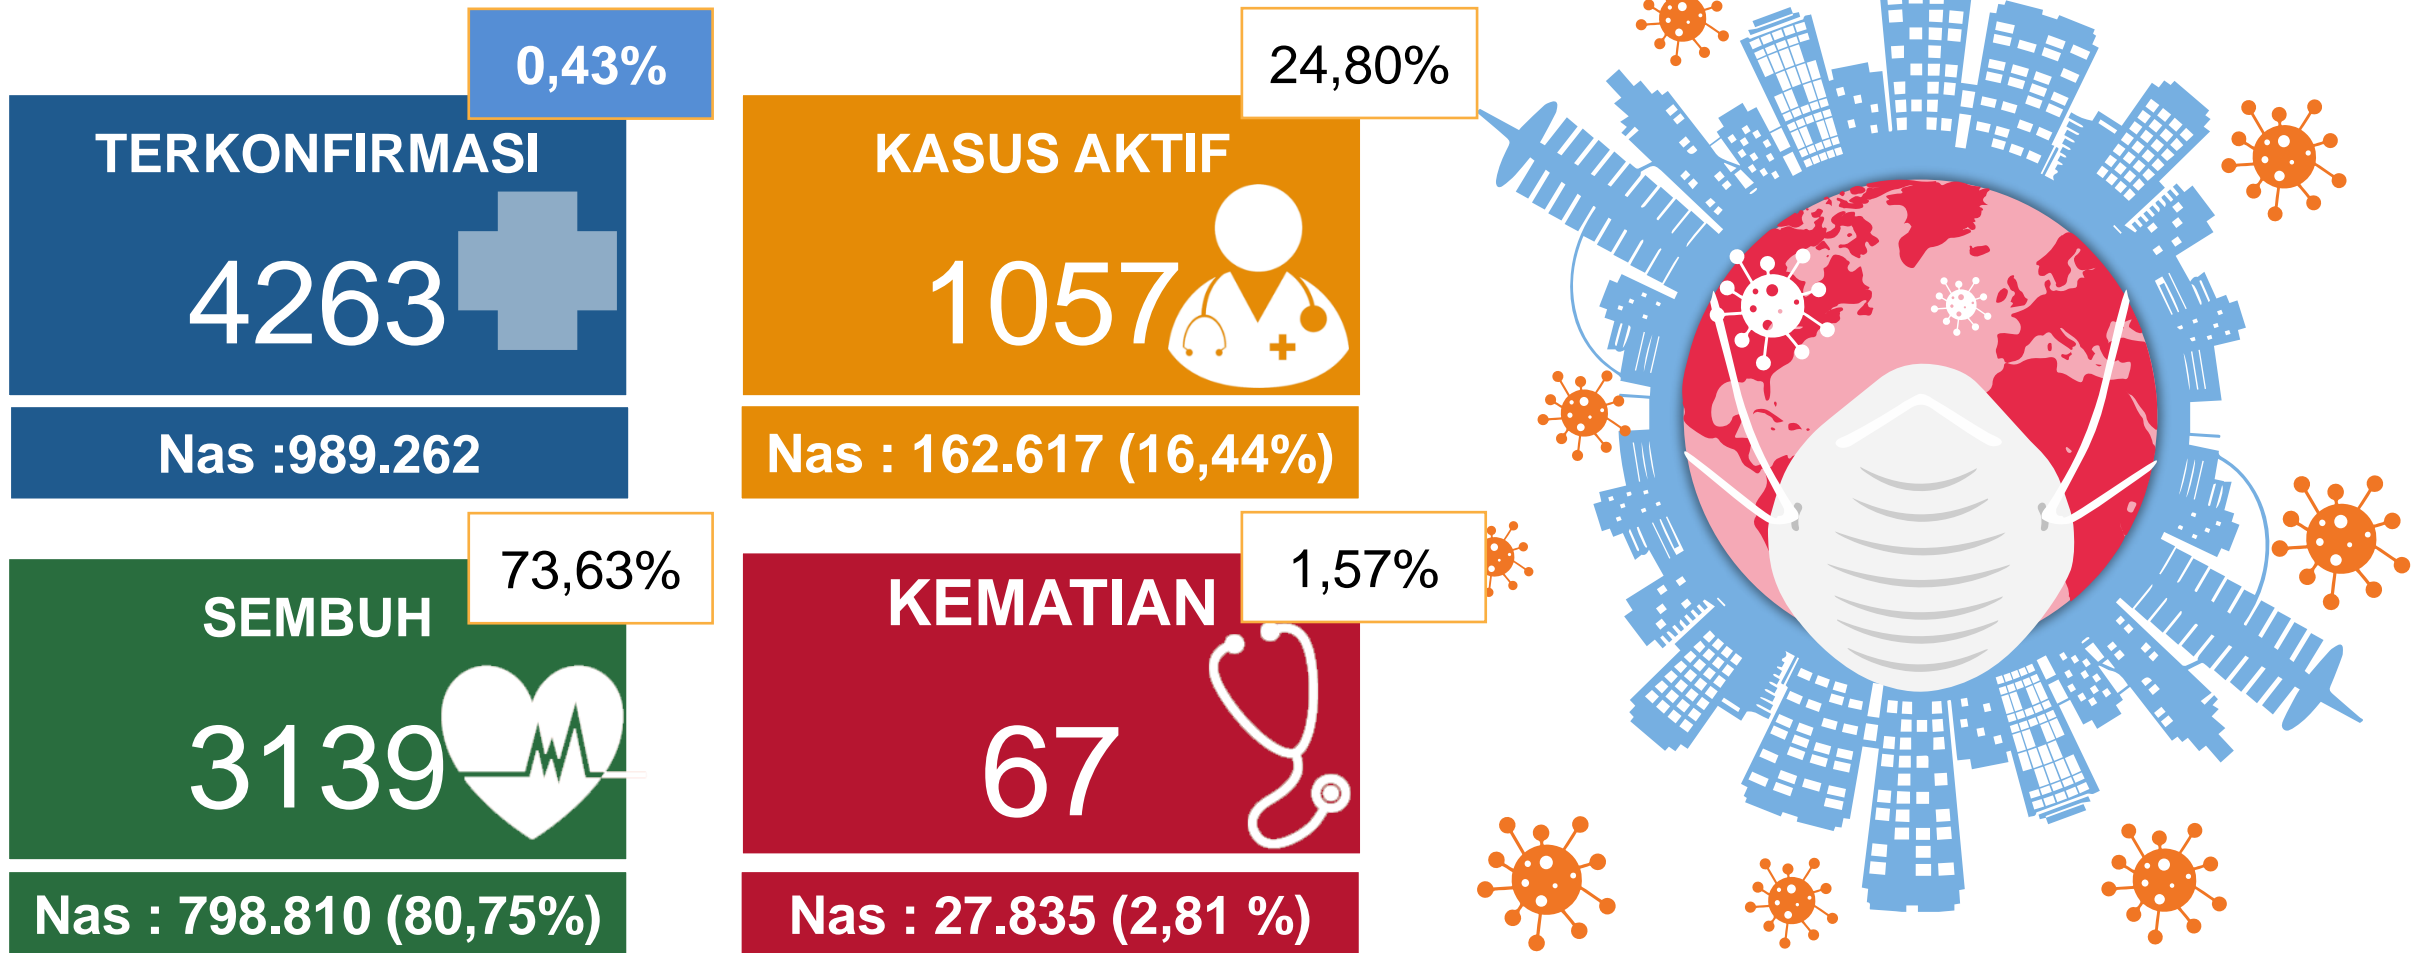 0,43%
TERKONFIRMASI
4263
Nas :989.262
24,80%
KASUS AKTIF
1057
Nas : 162.617 (16,44%)
73,63%
SEMBUH
3139
Nas : 798.810 (80,75%)
1,57%
KEMATIAN
67
Nas : 27.835 (2,81 %)